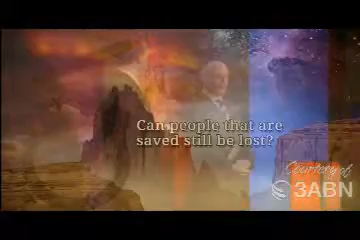 Can people that are
saved still be lost?
Courtesy of
3ABN